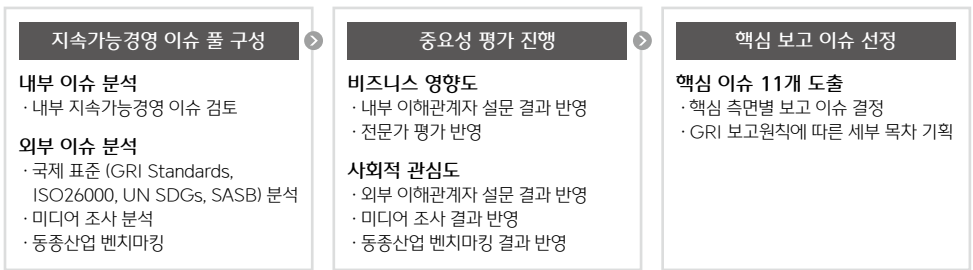 지속가능경영 이슈 풀 구성
내부 이슈 분석
· 내부 지속가능경영 이슈 검토
외부 이슈 분석
· 국제 표준 (GRI Standards,
ISO26000, UN SDGs, SASB) 분석
· 미디어 조사 분석
· 동종산업 벤치마킹
중요성 평가 진행
비즈니스 영향도
· 내부 이해관계자 설문 결과 반영
· 전문가 평가 반영
사회적 관심도
· 외부 이해관계자 설문 결과 반영
· 미디어 조사 결과 반영
· 동종산업 벤치마킹 결과 반영
핵심 보고 이슈 선정
핵심 이슈 11개 도출
· 핵심 측면별 보고 이슈 결정
· GRI 보고원칙에 따른 세부 목차 기획